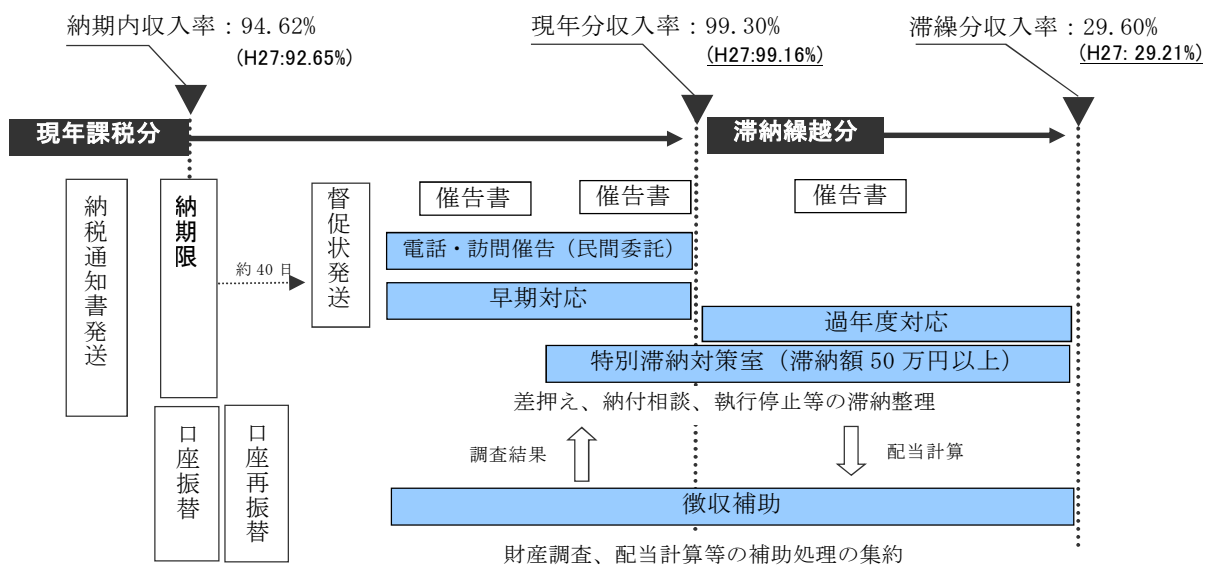 納期内収入率：94.62%
(H27:92.65%)
現年分収入率：99.30%
(H27:99.16%)
滞繰分収入率：29.60%
(H27: 29.21%)
現年課税分
滞納繰越分
納税通知書発送
納期限
約 40 日
督促状発送
催告書
催告書
催告書
電話・訪問催告（民間委託）
早期対応
過年度対応
特別滞納対策室（滞納額 50 万円以上）
差押え、納付相談、執行停止等の滞納整理
口座振替
口座再振替
調査結果
配当計算
徴収補助
財産調査、配当計算等の補助処理の集約